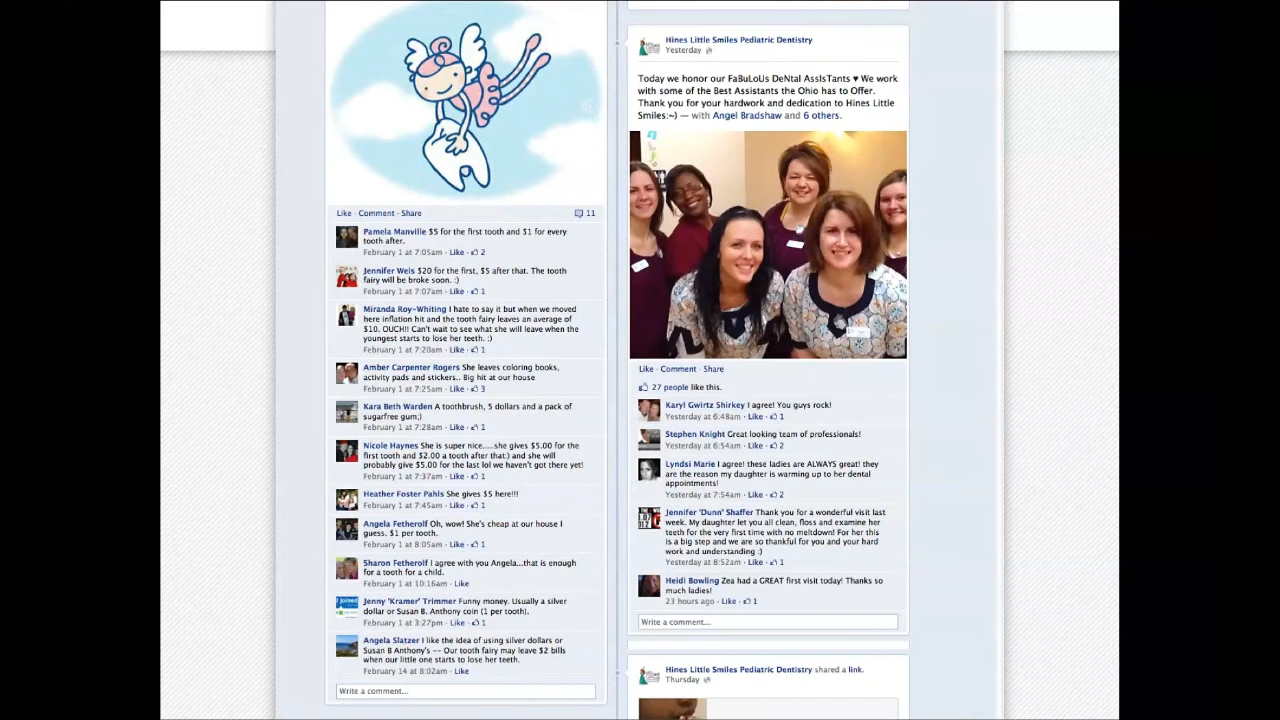 Like · Comment · Share 11
Pamela Manville $5 for the first tooth and $1 for every
tooth after.
February 1 at 7:05am · Like · 2
Jennifer Weis $20 for the first, $5 after that. The tooth
fairy will be broke soon. :)
February 1 at 7:07am · Like · 1
Miranda Roy-Whiting I hate to say it but when we moved
here inflation hit and the tooth fairy leaves an average of
$10. OUCH!! Can't wait to see what she will leave when the
youngest starts to lose her teeth. :)
February 1 at 7:20am · Like · 1
Amber Carpenter Rogers She leaves coloring books,
activity pads and stickers.. Big hit at our house
February 1 at 7:25am · Like · 3
Kara Beth Warden A toothbrush, 5 dollars and a pack of
sugarfree gum;)
February 1 at 7:28am · Like · 1
Nicole Haynes She is super nice.....she gives $5.00 for the
first tooth and $2.00 a tooth after that:) and she will
probably give $5.00 for the last lol we haven't got there yet!
February 1 at 7:37am · Like · 1
Heather Foster Pahls She gives $5 here!!!
February 1 at 7:45am · Like · 1
Angela Fetherolf Oh, wow! She's cheap at our house I
guess. $1 per tooth.
February 1 at 8:05am · Like · 1
Sharon Fetherolf I agree with you Angela...that is enough
for a tooth for a child.
February 1 at 10:16am · Like
Jenny 'Kramer' Trimmer Funny money. Usually a silver
dollar or Susan B. Anthony coin (1 per tooth).
February 1 at 3:27pm · Like · 1
Angela Slatzer I like the idea of using silver dollars or
Susan B Anthony's -- Our tooth fairy may leave $2 bills
when our little one starts to lose her teeth.
February 14 at 8:02am · Like
Write a comment...
Hines Little Smiles Pediatric Dentistry
Yesterday
Today we honor our FaBuLoUs DeNtal AssIsTants ♥ We work
with some of the Best Assistants the Ohio has to Offer.
Thank you for your hardwork and dedication to Hines Little
Smiles:~) — with Angel Bradshaw and 6 others.
Like · Comment · Share
27 people like this.
Karyl Gwirtz Shirkey I agree! You guys rock!
Yesterday at 6:48am · Like · 1
Stephen Knight Great looking team of professionals!
Yesterday at 6:54am · Like · 2
Lyndsi Marie I agree! these ladies are ALWAYS great! they
are the reason my daughter is warming up to her dental
appointments!
Yesterday at 7:54am · Like · 2
Jennifer 'Dunn' Shaffer Thank you for a wonderful visit last
week. My daughter let you all clean, floss and examine her
teeth for the very first time with no meltdown! For her this
is a big step and we are so thankful for you and your hard
work and understanding :)
Yesterday at 8:52am · Like · 1
Heidi Bowling Zea had a GREAT first visit today! Thanks so
much ladies!
23 hours ago · Like · 1
Write a comment...
Hines Little Smiles Pediatric Dentistry shared a link.
Thursday